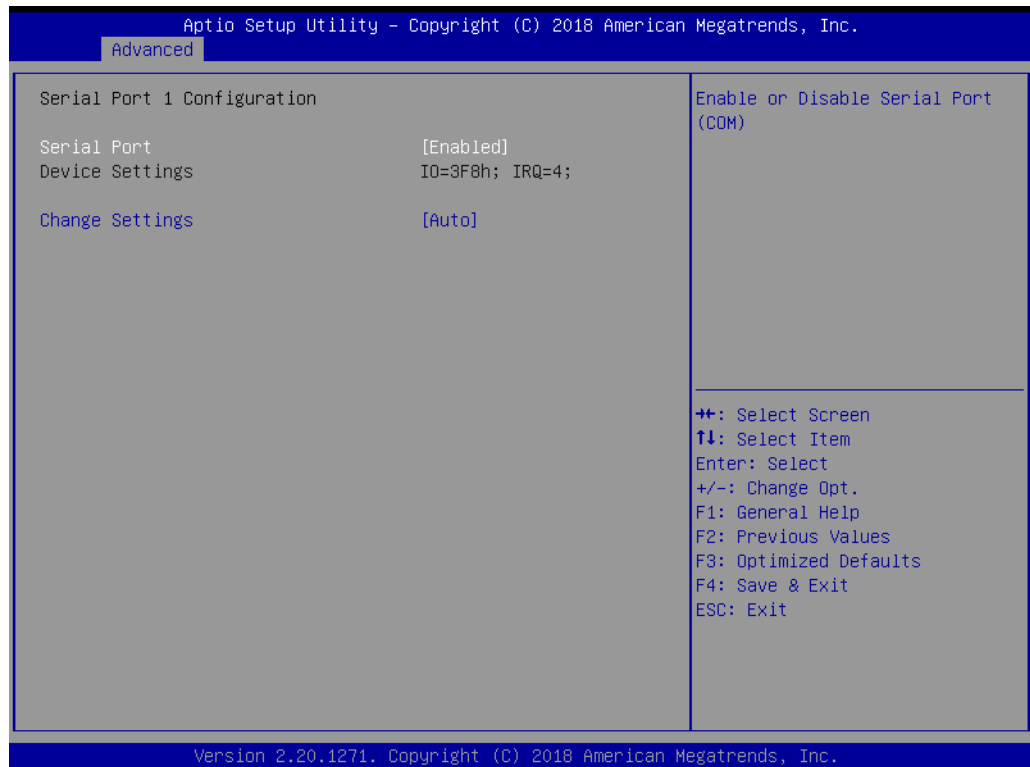 Aptio Setup Utility – Copyright (C) 2018 American Megatrends, Inc.
Advanced
Serial Port 1 Configuration
Serial Port [Enabled]
Device Settings IO=3F8h; IRQ=4;
Change Settings [Auto]
Enable or Disable Serial Port
(COM)
→←: Select Screen
↑↓: Select Item
Enter: Select
+/-: Change Opt.
F1: General Help
F2: Previous Values
F3: Optimized Defaults
F4: Save & Exit
ESC: Exit
Version 2.20.1271. Copyright (C) 2018 American Megatrends, Inc.